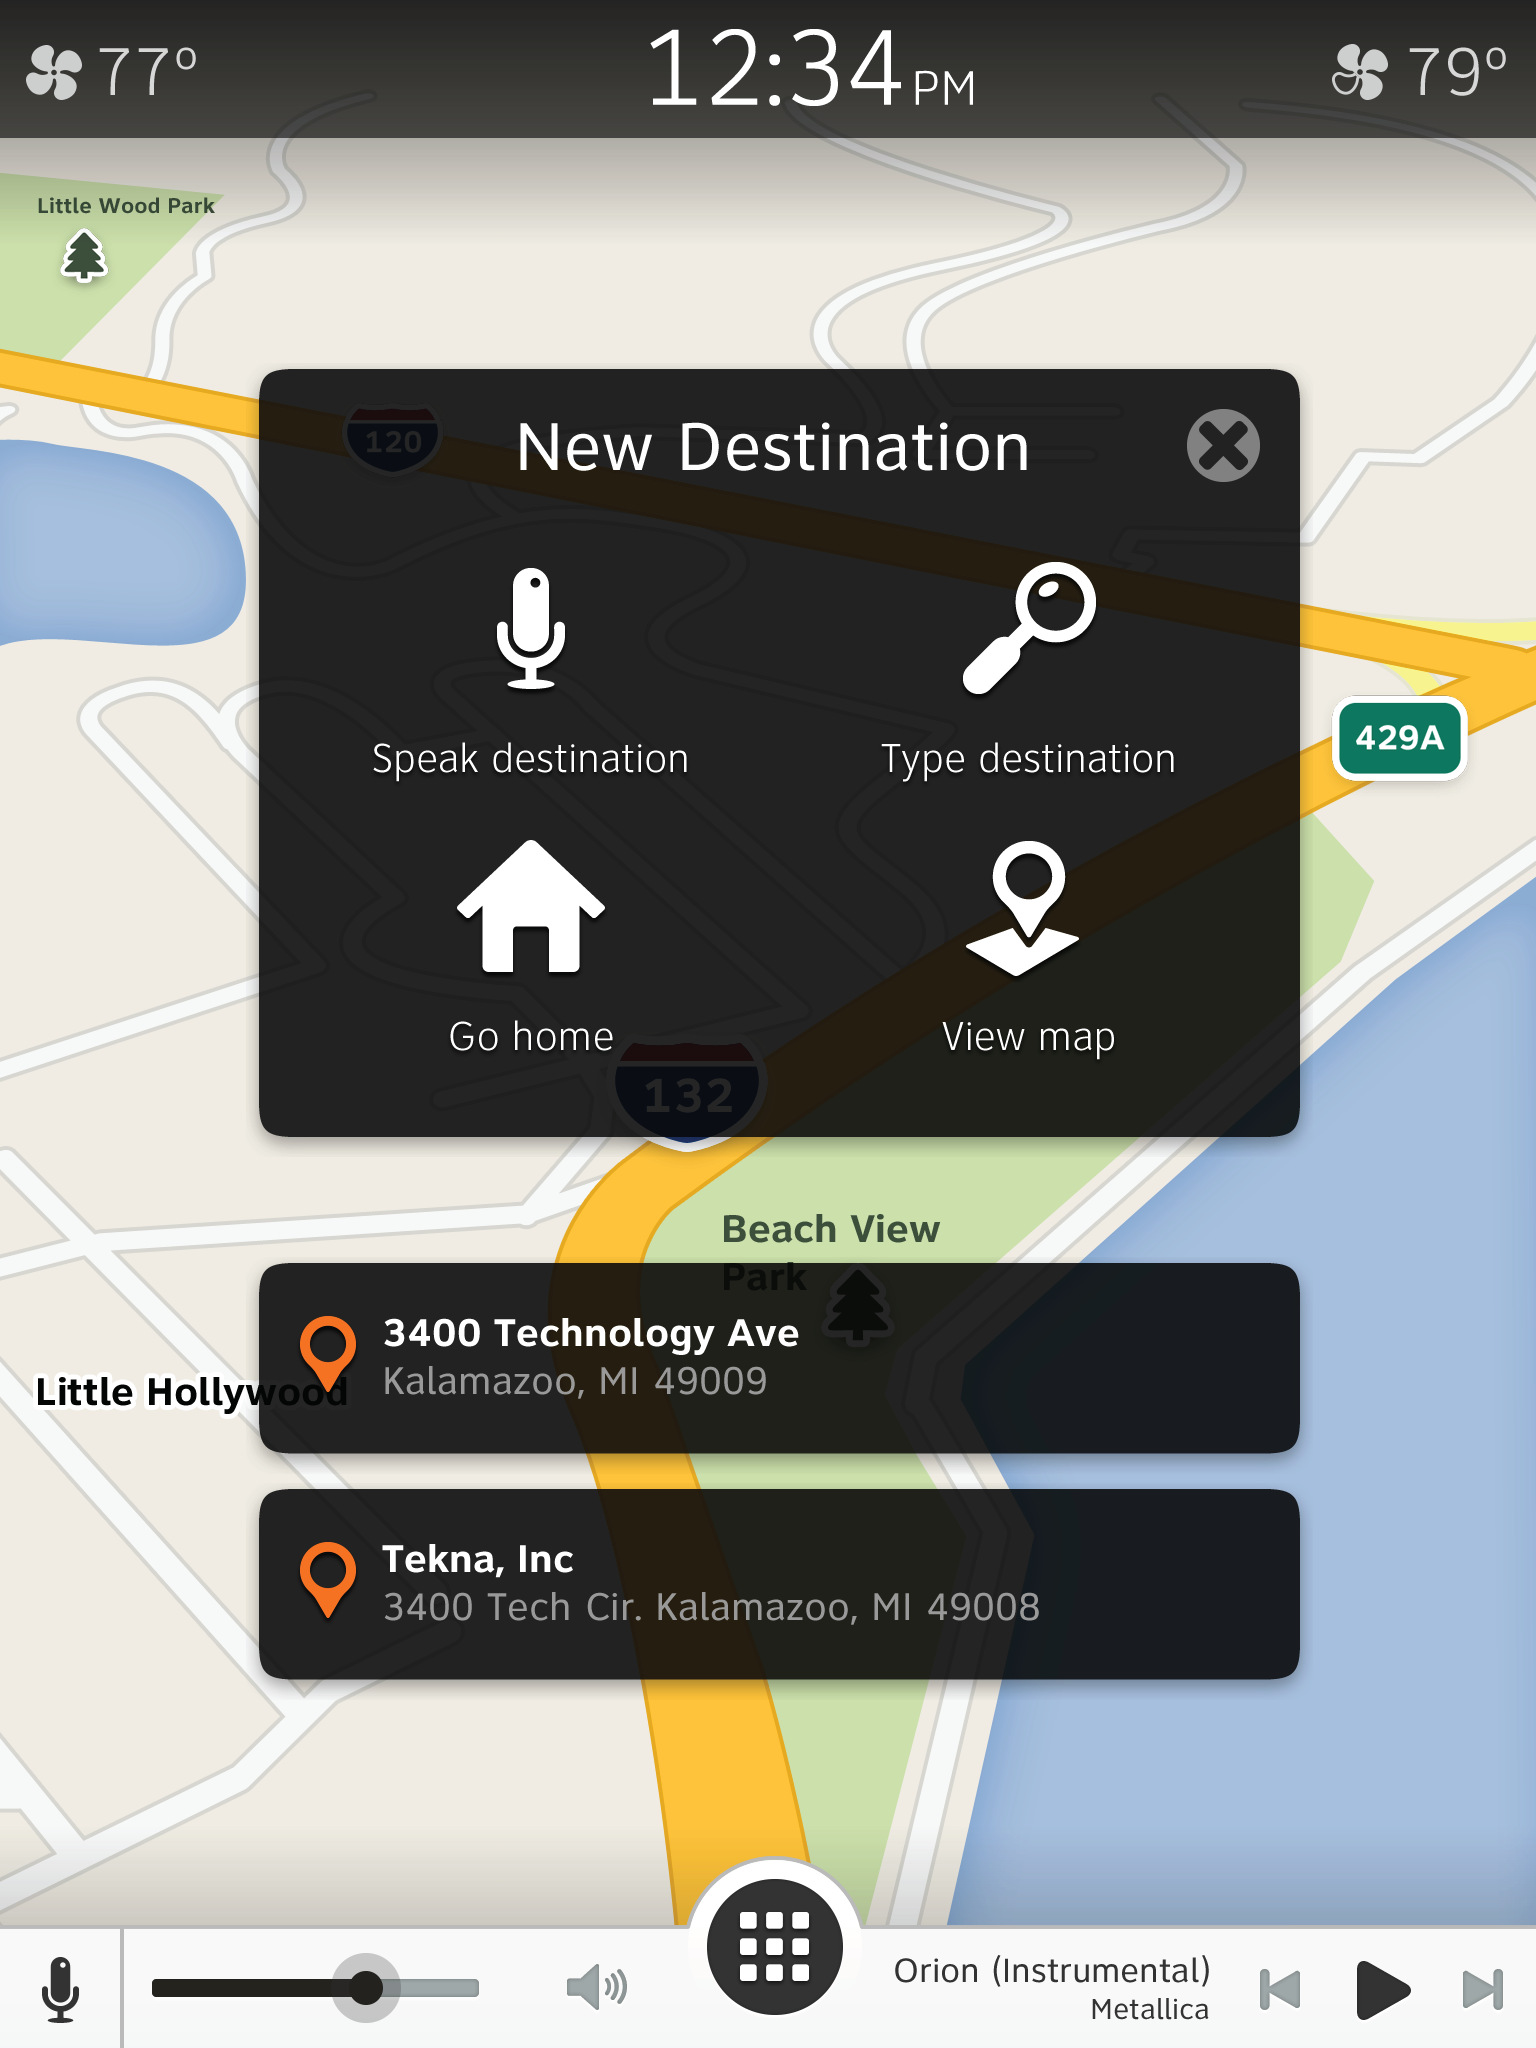 77°
12:34 PM
79°
Little Wood Park
120
New Destination
Speak destination
Type destination
429A
Go home
View map
132
Beach View
Park
3400 Technology Ave
Kalamazoo, MI 49009
Little Hollywood
Tekna, Inc
3400 Tech Cir. Kalamazoo, MI 49008
Orion (Instrumental)
Metallica